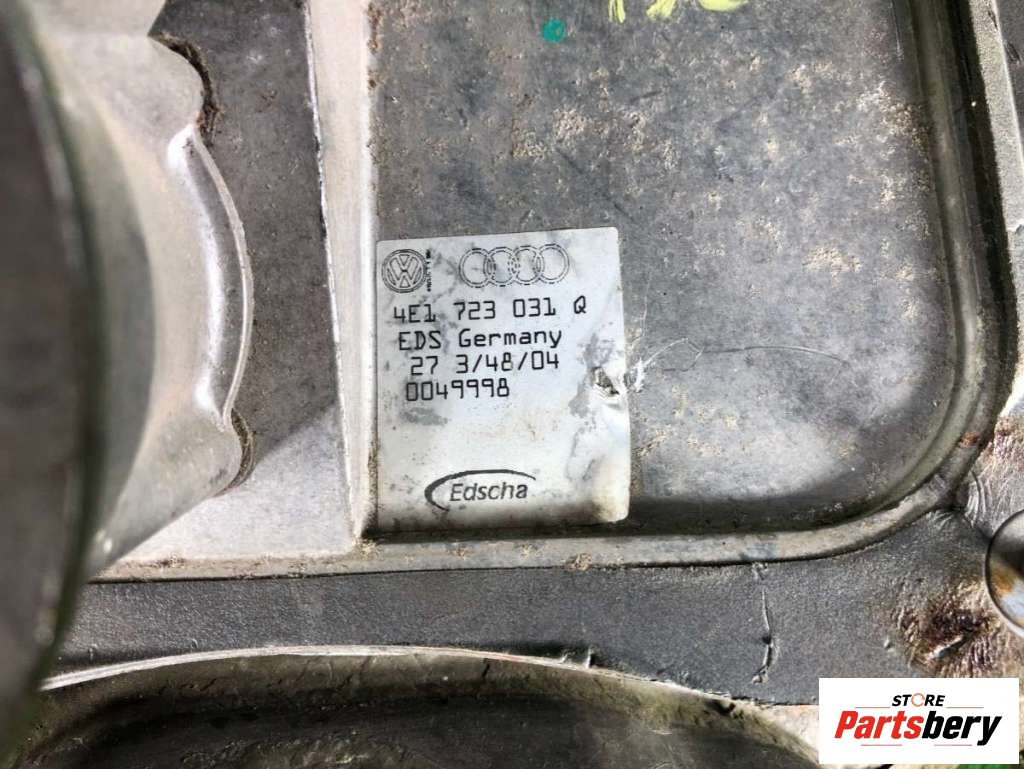 4E1 723 031 Q
EDS Germany
27 3/48/04
0049998
Edscha
STORE
Partsbery